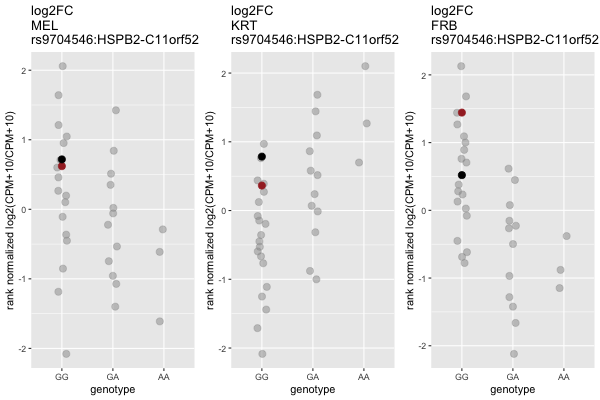 log2FC
MEL
rs9704546:HSPB2-C11orf52
rank normalized log2(CPM+10/CPM+10)
2
1
0
-1
-2
GG
GA
AA
genotype
log2FC
KRT
rs9704546:HSPB2-C11orf52
rank normalized log2(CPM+10/CPM+10)
2
1
0
-1
-2
GG
GA
AA
genotype
log2FC
FRB
rs9704546:HSPB2-C11orf52
rank normalized log2(CPM+10/CPM+10)
2
1
0
-1
-2
GG
GA
AA
genotype